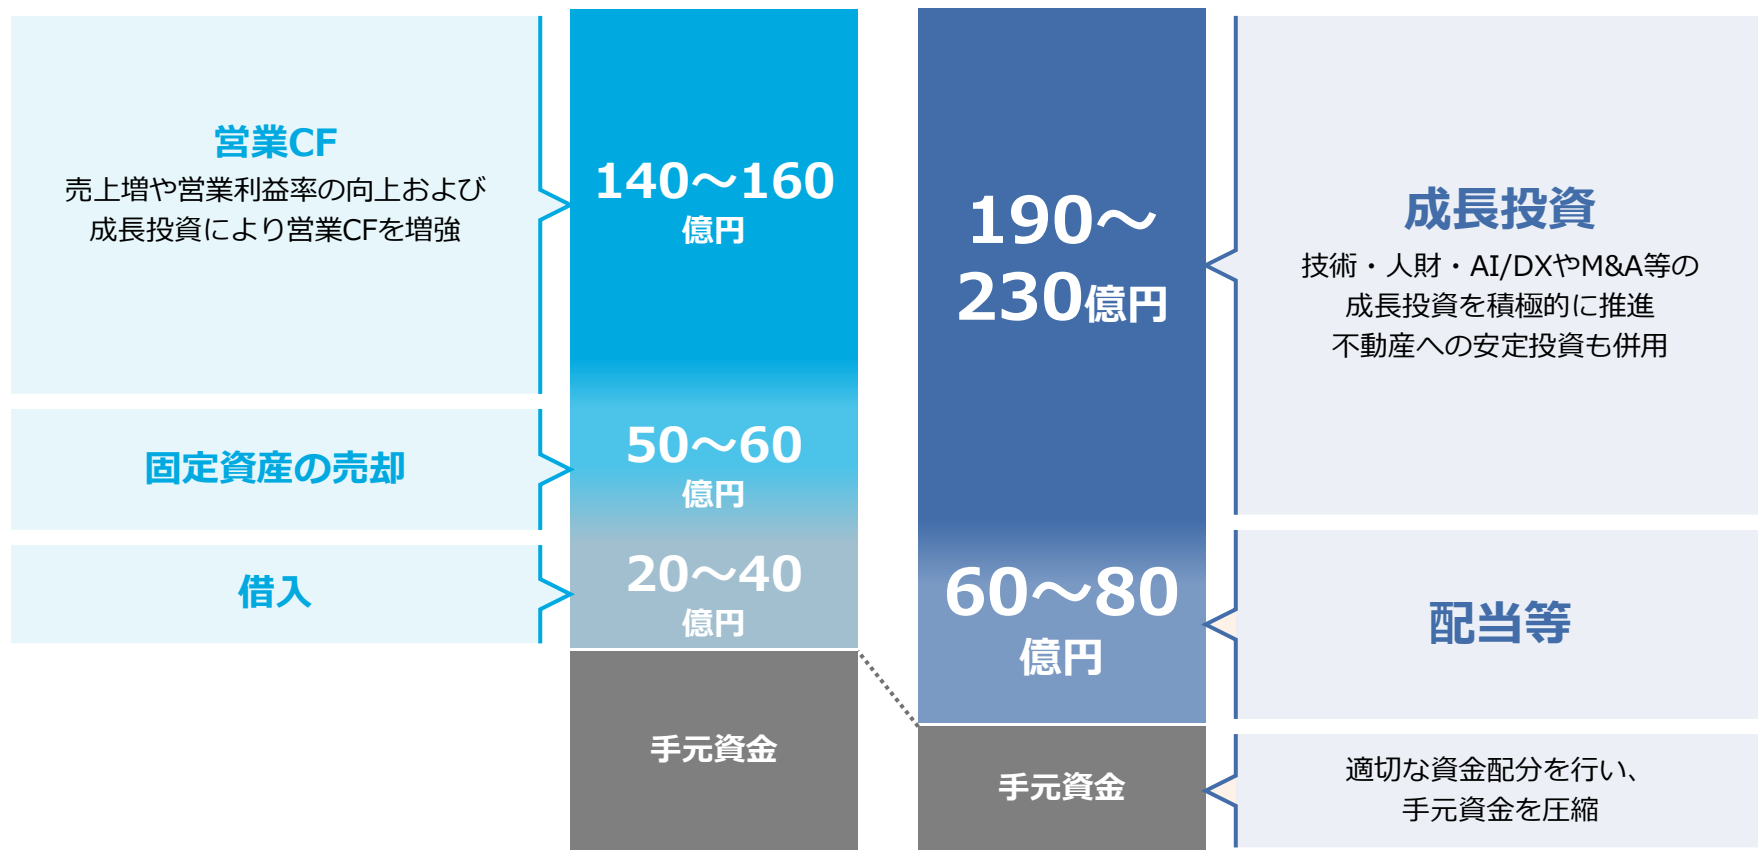 営業CF
売上増や営業利益率の向上および
成長投資により営業CFを増強
固定資産の売却
借入
140～160
億円
50～60
億円
20～40
億円
手元資金
190～
230億円
60～80
億円
手元資金
成長投資
技術・人財・AI/DXやM&A等の
成長投資を積極的に推進
不動産への安定投資も併用
配当等
適切な資金配分を行い、
手元資金を圧縮